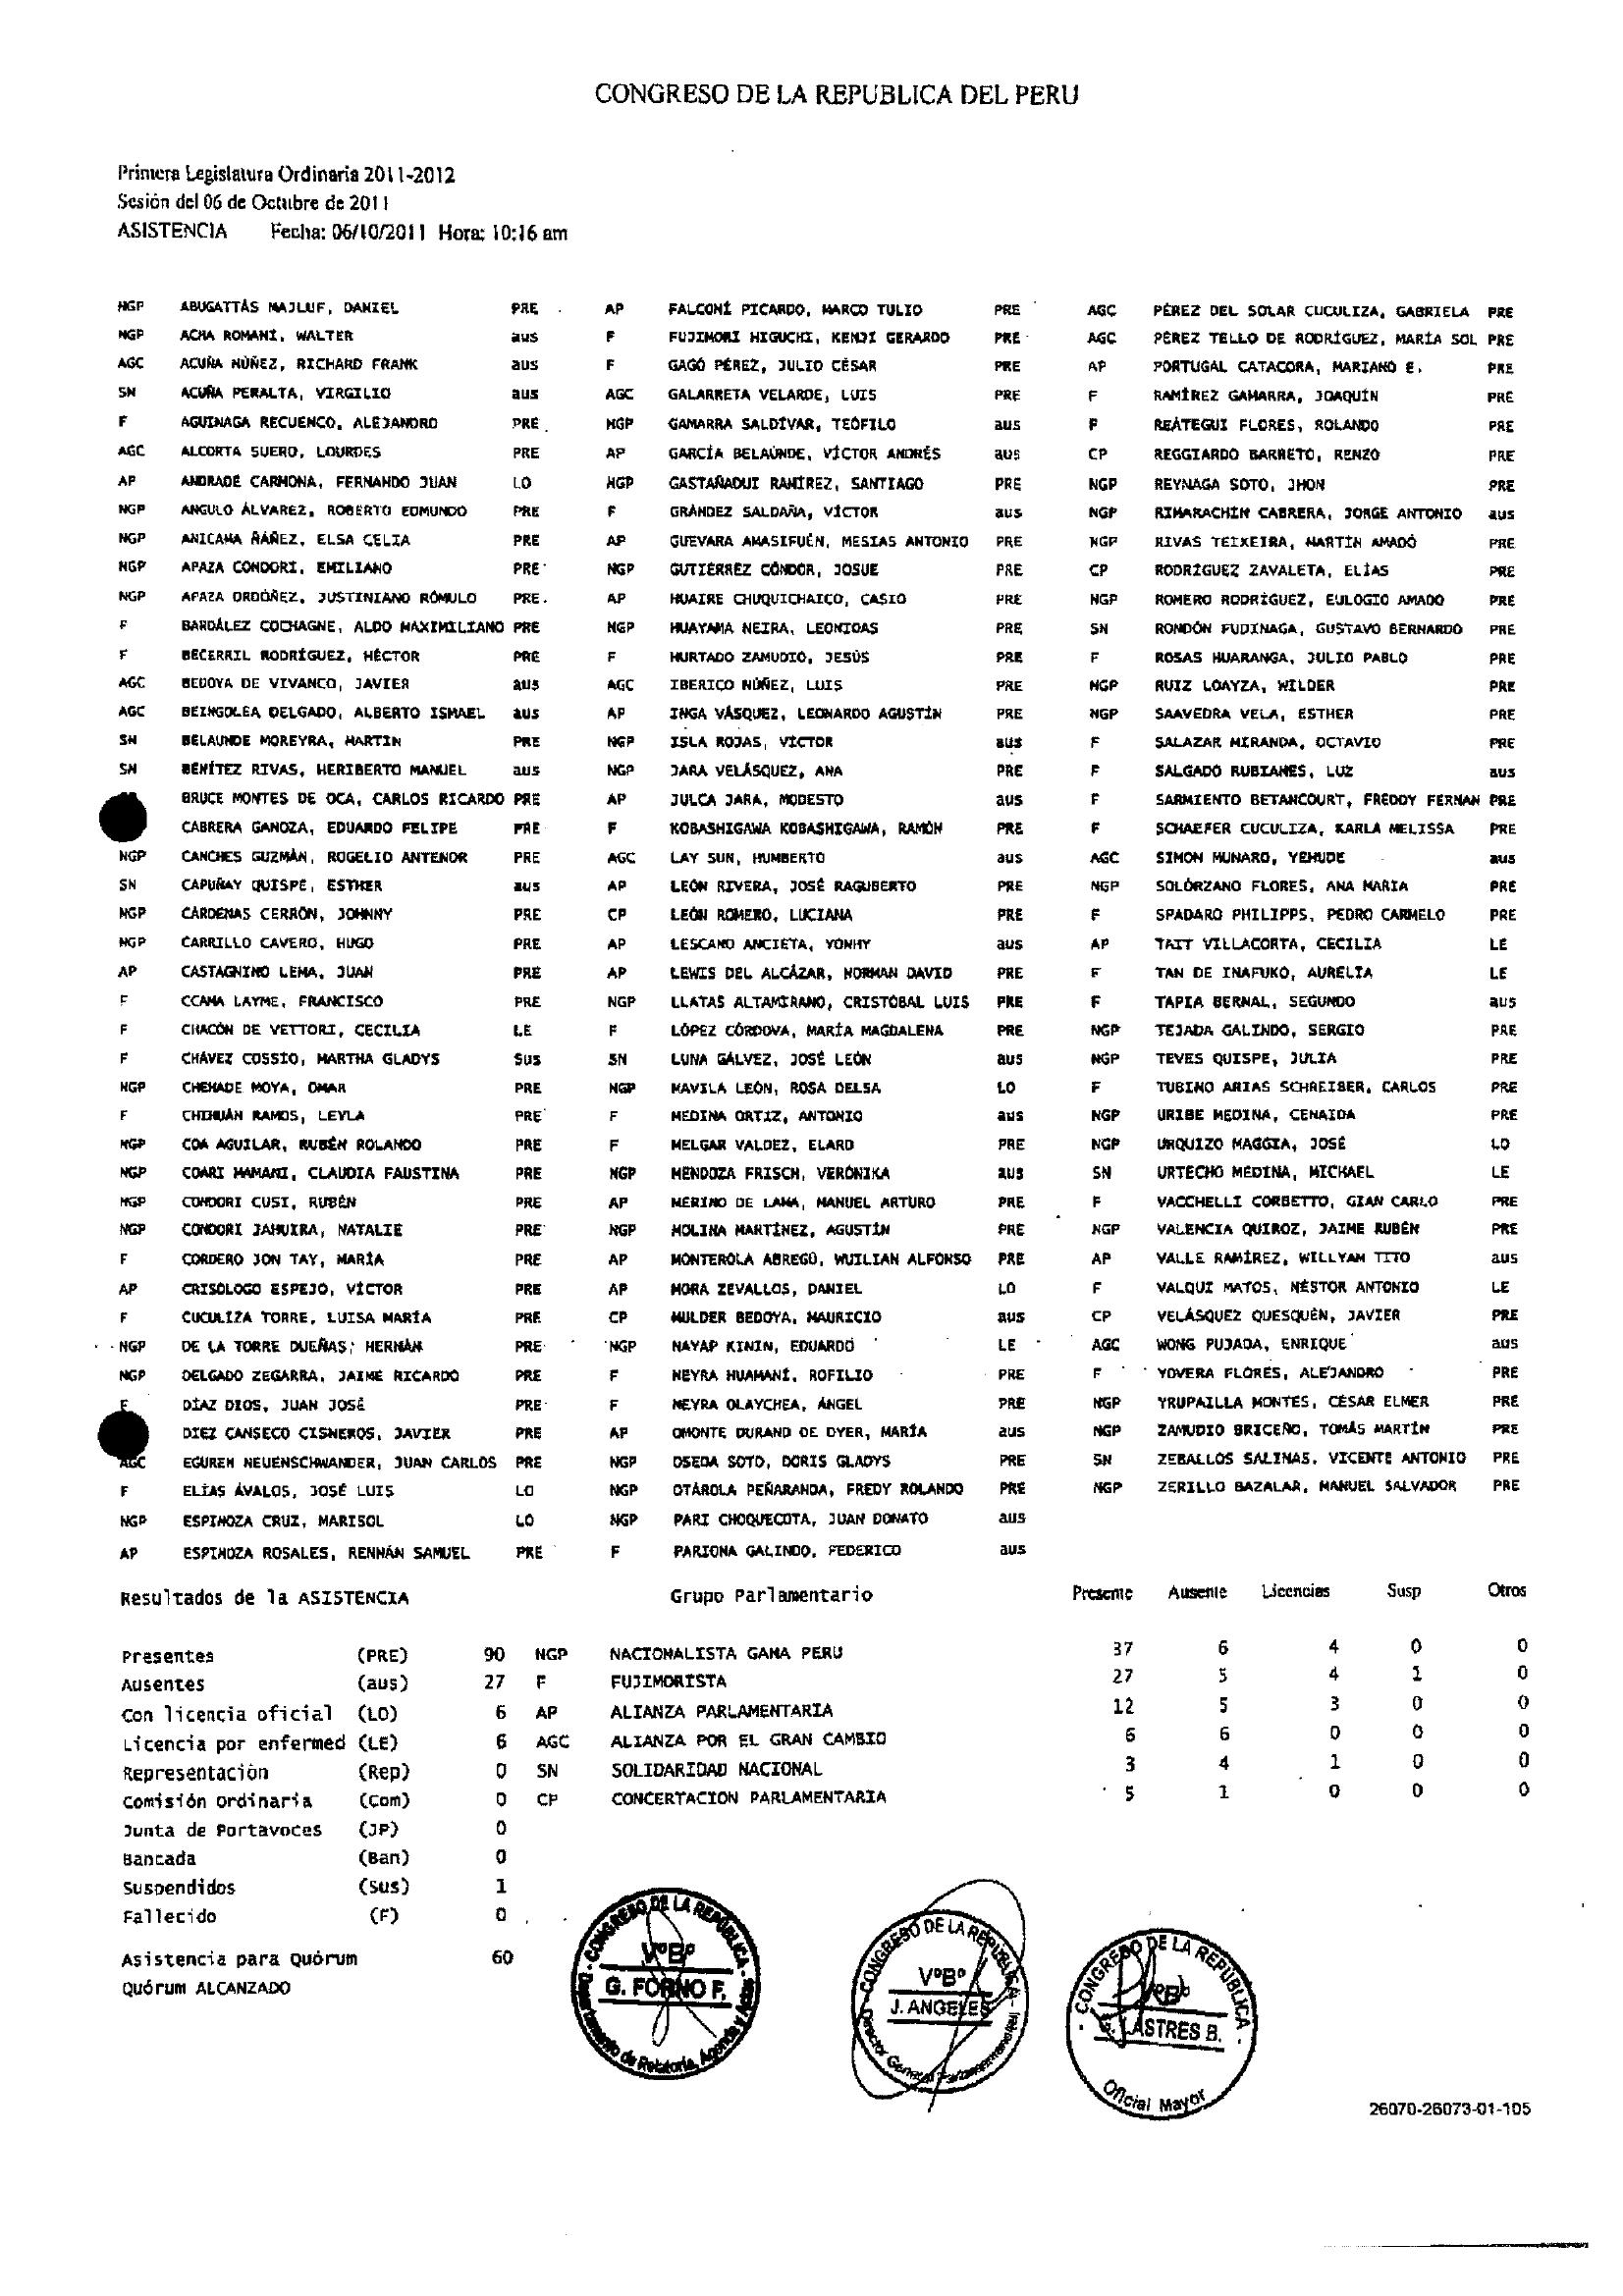 CONGRESO DE LA REPUBLICA DEL PERU
Primera Legislatura Ordinaria 2011-2012
Sesión del 06 de Octubre de 2011
ASISTENCIA Fecha: 06/10/2011 Hora: 10:16 am
NGP ABUGATTÁS MAJLUF, DANIEL PRE
NGP ACHA ROMANÍ, WALTER aus
AGC ACUÑA NÚÑEZ, RICHARD FRANK aus
SN ACUÑA PERALTA, VIRGILIO aus
F AGUINAGA RECUENCO, ALEJANDRO PRE
AGC ALCORTA SUERO, LOURDES PRE
AP ANDRADE CARMONA, FERNANDO JUAN LO
NGP ANGULO ÁLVAREZ, ROBERTO EDMUNDO PRE
NGP ANICAMA ÑÁÑEZ, ELSA CELIA PRE
NGP APAZA CONDORI, EMILIANO PRE
NGP APAZA ORDÓÑEZ, JUSTINIANO RÓMULO PRE
F BARDÁLEZ COCHAGNE, ALDO MAXIMILIANO PRE
F BECERRIL RODRÍGUEZ, HÉCTOR PRE
AGC BEDOYA DE VIVANCO, JAVIER aus
AGC BEINGOLEA DELGADO, ALBERTO ISMAEL aus
SN BELAUNDE MOREYRA, MARTIN PRE
SN BENÍTEZ RIVAS, HERIBERTO MANUEL aus
BRUCE MONTES DE OCA, CARLOS RICARDO PRE
CABRERA GANOZA, EDUARDO FELIPE PRE
NGP CANCHES GUZMÁN, ROGELIO ANTENOR PRE
SN CAPUÑAY QUISPE, ESTHER aus
NGP CÁRDENAS CERRÓN, JOHNNY PRE
NGP CARRILLO CAVERO, HUGO PRE
AP CASTAGNINO LEMA, JUAN PRE
F CCAMA LAYME, FRANCISCO PRE
F CHACÓN DE VETTORI, CECILIA LE
F CHÁVEZ COSSÍO, MARTHA GLADYS Sus
NGP CHEHADE MOYA, OMAR PRE
F CHIHUÁN RAMOS, LEYLA PRE
NGP COA AGUILAR, RUBÉN ROLANDO PRE
NGP COARI MAMANI, CLAUDIA FAUSTINA PRE
NGP CONDORI CUSI, RUBÉN PRE
NGP CONDORI JAHUIRA, NATALIE PRE
F CORDERO JON TAY, MARÍA PRE
AP CRISÓLOGO ESPEJO, VÍCTOR PRE
F CUCULIZA TORRE, LUISA MARÍA PRE
NGP DE LA TORRE DUEÑAS, HERNÁN PRE
NGP DELGADO ZEGARRA, JAIME RICARDO PRE
F DÍAZ DIOS, JUAN JOSÉ PRE
DIEZ CANSECO CISNEROS, JAVIER PRE
AGC EGUREN NEUENSCHWANDER, JUAN CARLOS PRE
F ELÍAS ÁVALOS, JOSÉ LUIS LO
NGP ESPINOZA CRUZ, MARISOL LO
AP ESPINOZA ROSALES, RENNÁN SAMUEL PRE
AP FALCONÍ PICARDO, MARCO TULIO PRE
F FUJIMORI HIGUCHI, KENJI GERARDO PRE
F GAGÓ PÉREZ, JULIO CÉSAR PRE
AGC GALARRETA VELARDE, LUIS PRE
NGP GAMARRA SALDÍVAR, TEÓFILO aus
AP GARCÍA BELAÚNDE, VÍCTOR ANDRÉS aus
NGP GASTAÑADUI RAMÍREZ, SANTIAGO PRE
F GRÁNDEZ SALDAÑA, VÍCTOR aus
AP GUEVARA AMASIFUÉN, MESIAS ANTONIO PRE
NGP GUTIÉRREZ CÓNDOR, JOSUE PRE
AP HUAIRE CHUQUICHAICO, CASIO PRE
NGP HUAYAMA NEIRA, LEONIDAS PRE
F HURTADO ZAMUDIO, JESÚS PRE
AGC IBERICO NÚÑEZ, LUIS PRE
AP INGA VÁSQUEZ, LEONARDO AGUSTÍN PRE
NGP ISLA ROJAS, VÍCTOR aus
NGP JARA VELÁSQUEZ, ANA PRE
AP JULCA JARA, MODESTO aus
F KOBASHIGAWA KOBASHIGAWA, RAMÓN PRE
AGC LAY SUN, HUMBERTO aus
AP LEÓN RIVERA, JOSÉ RAGUBERTO PRE
CP LEÓN ROMERO, LUCIANA PRE
AP LESCANO ANCIETA, YONHY aus
AP LEWIS DEL ALCÁZAR, NORMAN DAVID PRE
NGP LLATAS ALTAMIRANO, CRISTÓBAL LUIS PRE
F LÓPEZ CÓRDOVA, MARÍA MAGDALENA PRE
SN LUNA GÁLVEZ, JOSÉ LEÓN aus
NGP MAVILA LEÓN, ROSA DELSA LO
F MEDINA ORTIZ, ANTONIO aus
F MELGAR VALDEZ, ELARD PRE
NGP MENDOZA FRISCH, VERÓNIKA aus
AP MERINO DE LAMA, MANUEL ARTURO PRE
NGP MOLINA MARTÍNEZ, AGUSTÍN PRE
AP MONTEROLA ABREGÚ, WUILIAN ALFONSO PRE
AP MORA ZEVALLOS, DANIEL LO
CP MULDER BEDOYA, MAURICIO aus
NGP NAYAP KININ, EDUARDO LE
F NEYRA HUAMANÍ, ROFILIO PRE
F NEYRA OLAYCHEA, ÁNGEL PRE
AP OMONTE DURAND DE DYER, MARÍA aus
NGP OSEDA SOTO, DORIS GLADYS PRE
NGP OTÁROLA PEÑARANDA, FREDY ROLANDO PRE
NGP PARI CHOQUECOTA, JUAN DONATO aus
F PARIONA GALINDO, FEDERICO aus
AGC PÉREZ DEL SOLAR CUCULIZA, GABRIELA PRE
AGC PÉREZ TELLO DE RODRÍGUEZ, MARÍA SOL PRE
AP PORTUGAL CATACORA, MARIANO E. PRE
F RAMÍREZ GAMARRA, JOAQUÍN PRE
F REÁTEGUI FLORES, ROLANDO PRE
CP REGGIARDO BARRETO, RENZO PRE
NGP REYNAGA SOTO, JHON PRE
NGP RIMARACHÍN CABRERA, JORGE ANTONIO aus
NGP RIVAS TEIXEIRA, MARTÍN AMADO PRE
CP RODRÍGUEZ ZAVALETA, ELÍAS PRE
NGP ROMERO RODRÍGUEZ, EULOGIO AMADO PRE
SN RONDÓN FUDINAGA, GUSTAVO BERNARDO PRE
F ROSAS HUARANGA, JULIO PABLO PRE
NGP RUIZ LOAYZA, WILDER PRE
NGP SAAVEDRA VELA, ESTHER PRE
F SALAZAR MIRANDA, OCTAVIO PRE
F SALGADO RUBIANES, LUZ aus
F SARMIENTO BETANCOURT, FREDDY FERNAN PRE
F SCHAEFER CUCULIZA, KARLA MELISSA PRE
AGC SIMON MUNARO, YEHUDE aus
NGP SOLÓRZANO FLORES, ANA MARIA PRE
F SPADARO PHILIPPS, PEDRO CARMELO PRE
AP TAIT VILLACORTA, CECILIA LE
F TAN DE INAFUKO, AURELIA LE
F TAPIA BERNAL, SEGUNDO aus
NGP TEJADA GALINDO, SERGIO PRE
NGP TEVES QUISPE, JULIA PRE
F TUBINO ARIAS SCHREIBER, CARLOS PRE
NGP URIBE MEDINA, CENAIDA PRE
NGP URQUIZO MAGGIA, JOSÉ LO
SN URTECHO MEDINA, MICHAEL LE
F VACCHELLI CORBETTO, GIAN CARLO PRE
NGP VALENCIA QUIROZ, JAIME RUBÉN PRE
AP VALLE RAMÍREZ, WILLYAM TITO aus
F VALQUI MATOS, NÉSTOR ANTONIO LE
CP VELÁSQUEZ QUESQUÉN, JAVIER PRE
AGC WONG PUJADA, ENRIQUE aus
F YOVERA FLORES, ALEJANDRO PRE
NGP YRUPAILLA MONTES, CÉSAR ELMER PRE
NGP ZAMUDIO BRICEÑO, TOMÁS MARTÍN PRE
SN ZEBALLOS SALINAS, VICENTE ANTONIO PRE
NGP ZERILLO BAZALAR, MANUEL SALVADOR PRE
Resultados de la ASISTENCIA
Presentes (PRE) 90
Ausentes (aus) 27
Con licencia oficial (LO) 6
Licencia por enfermed (LE) 6
Representación (Rep) 0
Comisión Ordinaria (Com) 0
Junta de Portavoces (JP) 0
Bancada (Ban) 0
Suspendidos (Sus) 1
Fallecido (F) 0
Asistencia para Quórum 60
Quórum ALCANZADO
Grupo Parlamentario Presente Ausente Licencias Susp Otros
NGP NACIONALISTA GANA PERU 37 6 4 0 0
F FUJIMORISTA 27 5 4 1 0
AP ALIANZA PARLAMENTARIA 12 5 3 0 0
AGC ALIANZA POR EL GRAN CAMBIO 6 6 0 0 0
SN SOLIDARIDAD NACIONAL 3 4 1 0 0
CP CONCERTACION PARLAMENTARIA 5 1 0 0 0
CONGRESO DE LA REPÚBLICA
VºBº
G. FORNO F.
Departamento de Relatoría, Agenda y Actas
CONGRESO DE LA REPÚBLICA
VºBº
J. ANGELES
Director General Parlamentario
CONGRESO DE LA REPÚBLICA
VºBº
LASTRES B.
Oficial Mayor
26070-26073-01-105